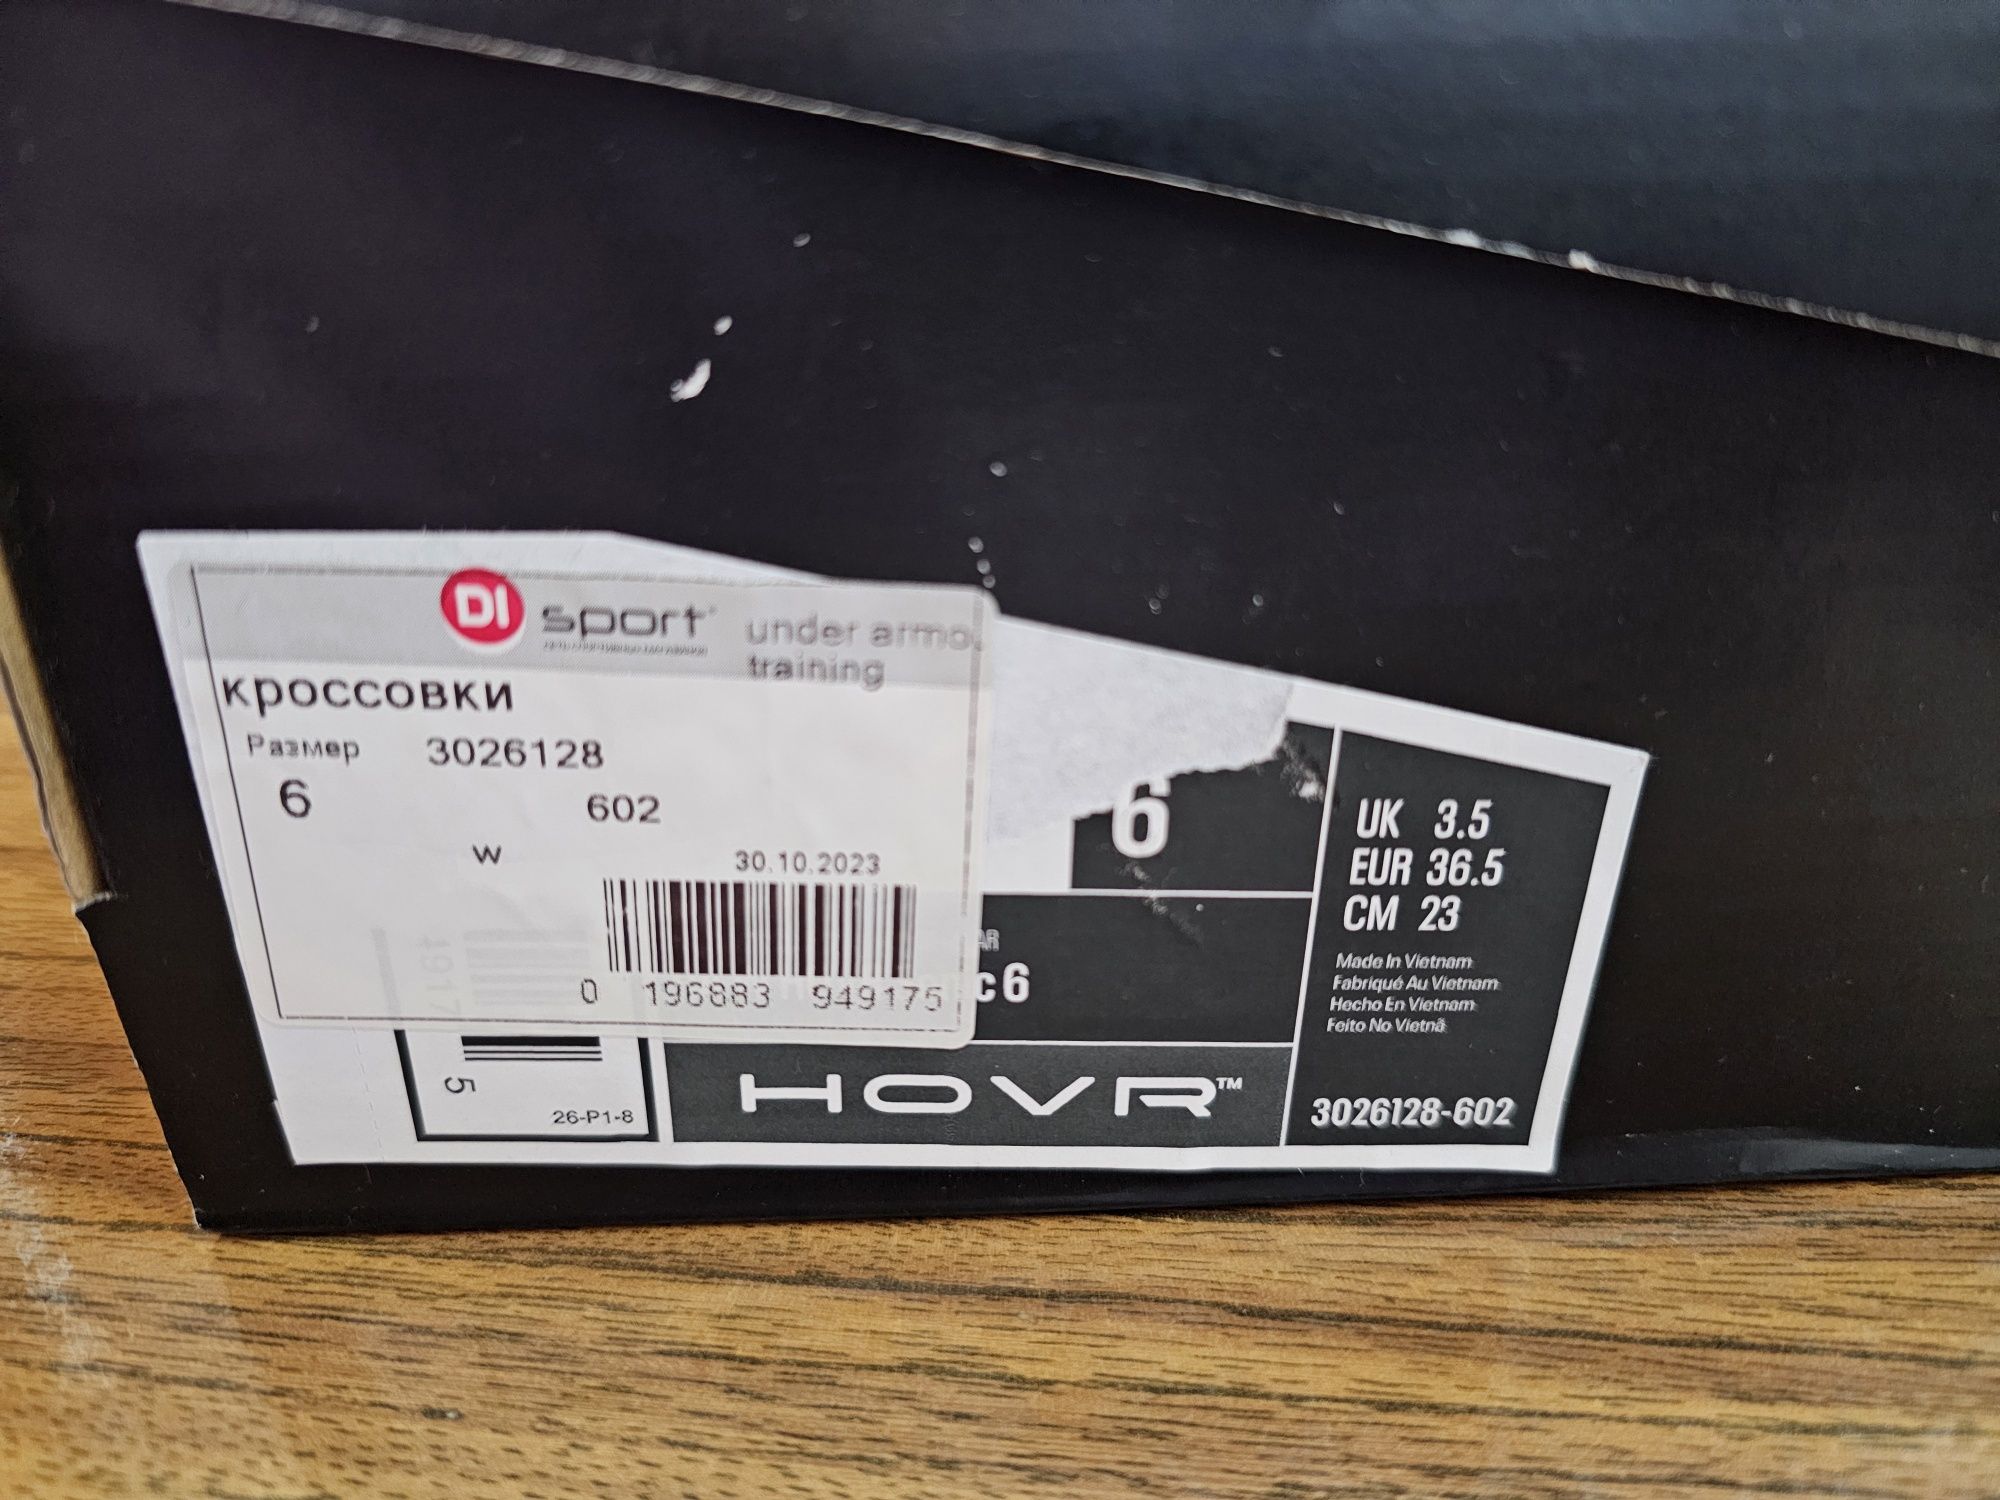 DI sport
under armo
training
кроссовки
Размер 3026128
6 602
w
30.10.2023
0 196883 949175
6
c6
HOVR™
5
26-P1-8
UK 3.5
EUR 36.5
CM 23
Made In Vietnam
Fabriqué Au Vietnam
Hecho En Vietnam
Feito No Vietnã
3026128-602